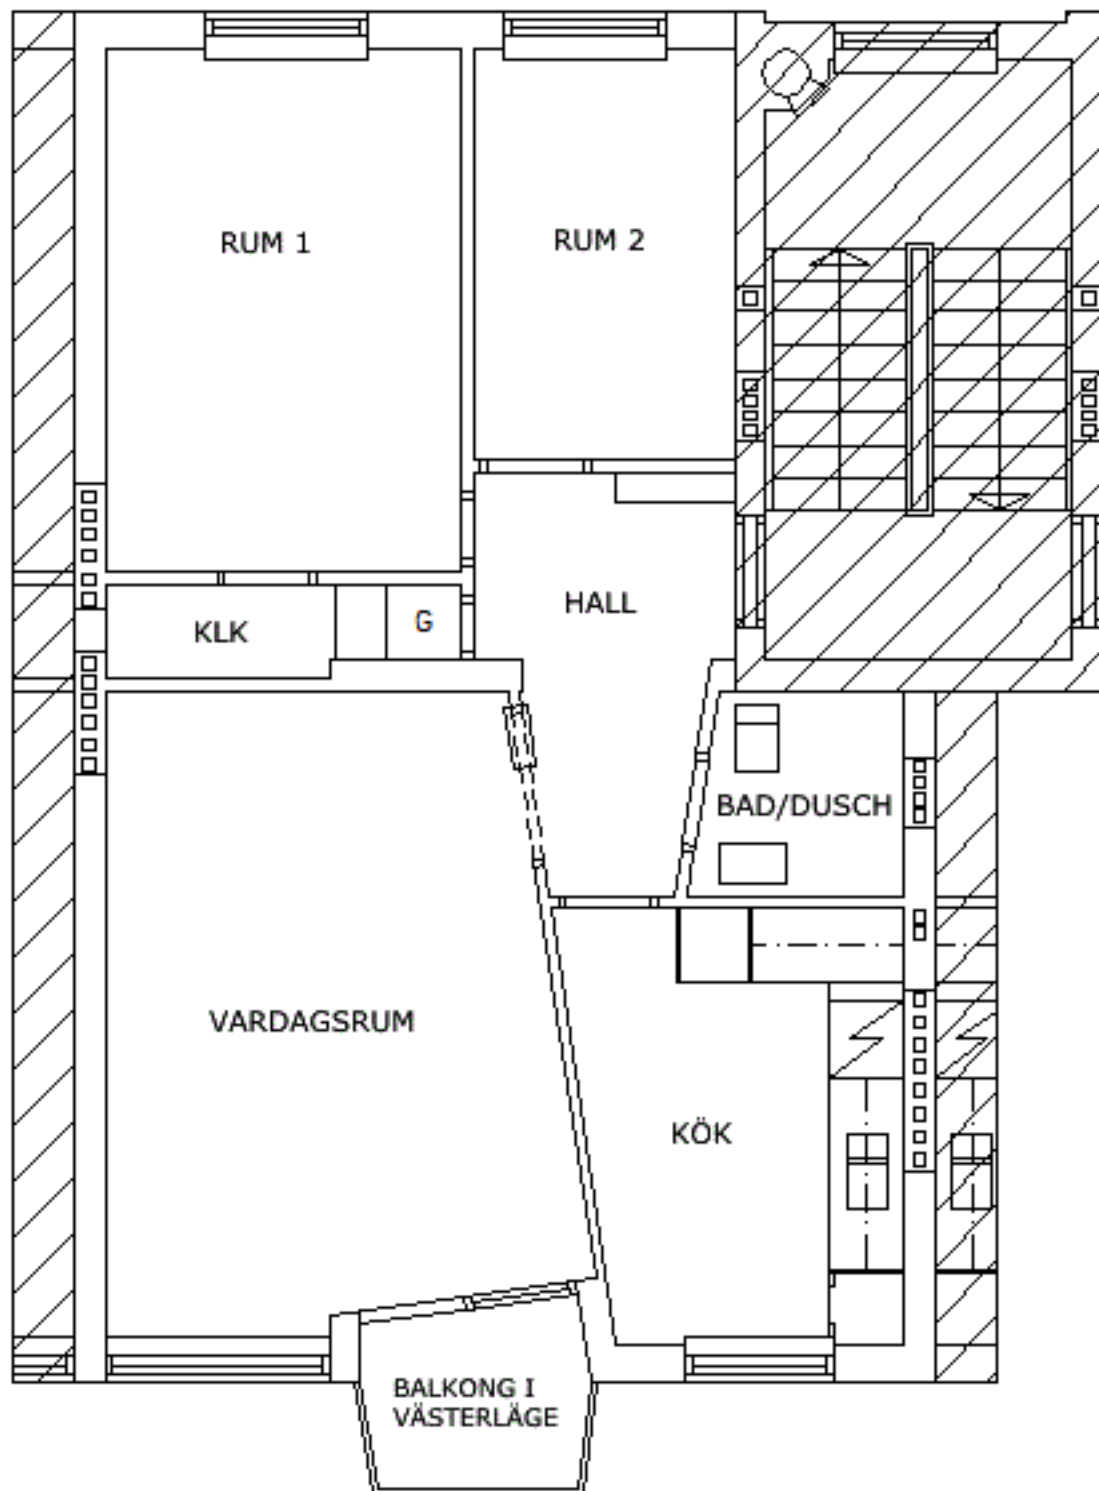 RUM 1
RUM 2
HALL
KLK
G
BAD/DUSCH
VARDAGSRUM
KÖK
BALKONG I
VÄSTERLÄGE